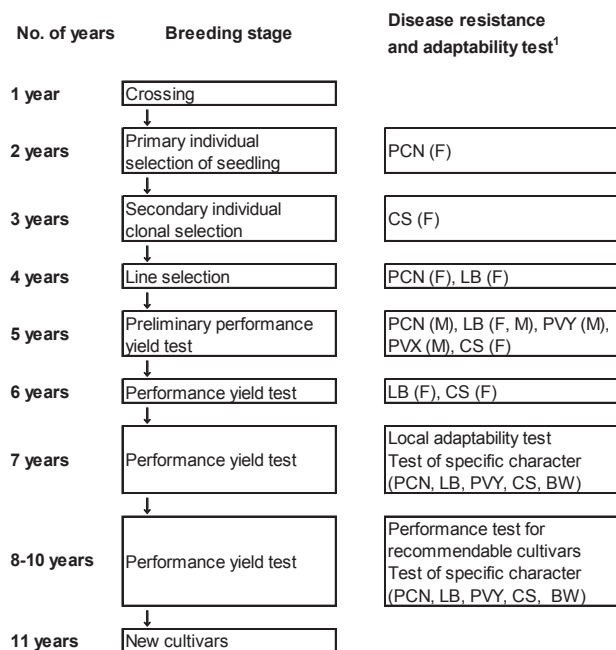 No. of years Breeding stage Disease resistance
and adaptability test¹
1 year Crossing
2 years Primary individual
selection of seedling
PCN (F)
3 years Secondary individual
clonal selection
CS (F)
4 years Line selection PCN (F), LB (F)
5 years Preliminary performance
yield test
PCN (M), LB (F, M), PVY (M),
PVX (M), CS (F)
6 years Performance yield test LB (F), CS (F)
7 years Performance yield test
Local adaptability test
Test of specific character
(PCN, LB, PVY, CS, BW)
8-10 years Performance yield test
Performance test for
recommendable cultivars
Test of specific character
(PCN, LB, PVY, CS, BW)
11 years New cultivars